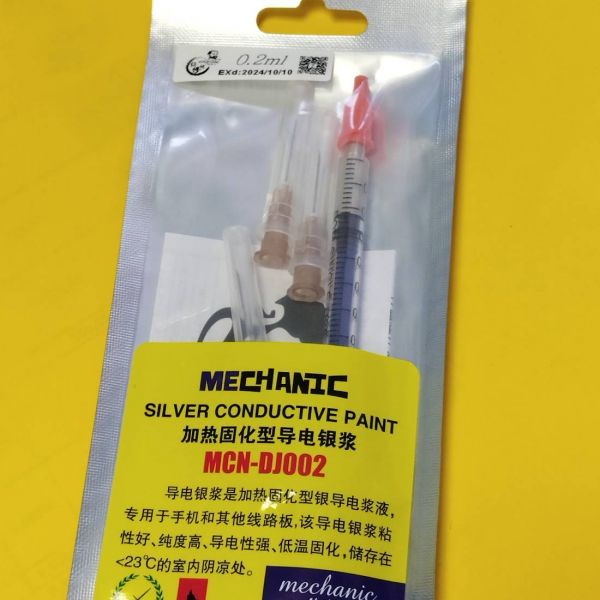 0.2ml
EXd:2024/10/10
MECHANIC
SILVER CONDUCTIVE PAINT
加热固化型导电银浆
MCN-DJ002
导电银浆是加热固化型银导电浆液,
专用于手机和其他线路板,该导电银浆粘
性好、纯度高、导电性强、低温固化,储存在
<23℃的室内阴凉处。
mechanic